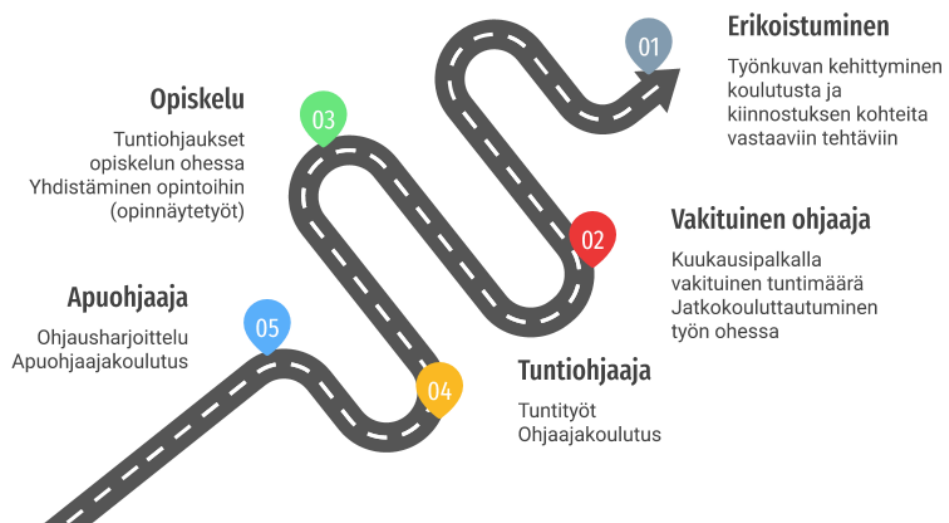 01
Erikoistuminen
Työnkuvan kehittyminen
koulutusta ja
kiinnostuksen kohteita
vastaaviin tehtäviin
Opiskelu
03
Tuntiohjaukset
opiskelun ohessa
Yhdistäminen opintoihin
(opinnäytetyöt)
02
Vakituinen ohjaaja
Kuukausipalkalla
vakituinen tuntimäärä
Jatkokouluttautuminen
työn ohessa
Apuohjaaja
05
Ohjausharjoittelu
Apuohjaajakoulutus
04
Tuntiohjaaja
Tuntityöt
Ohjaajakoulutus